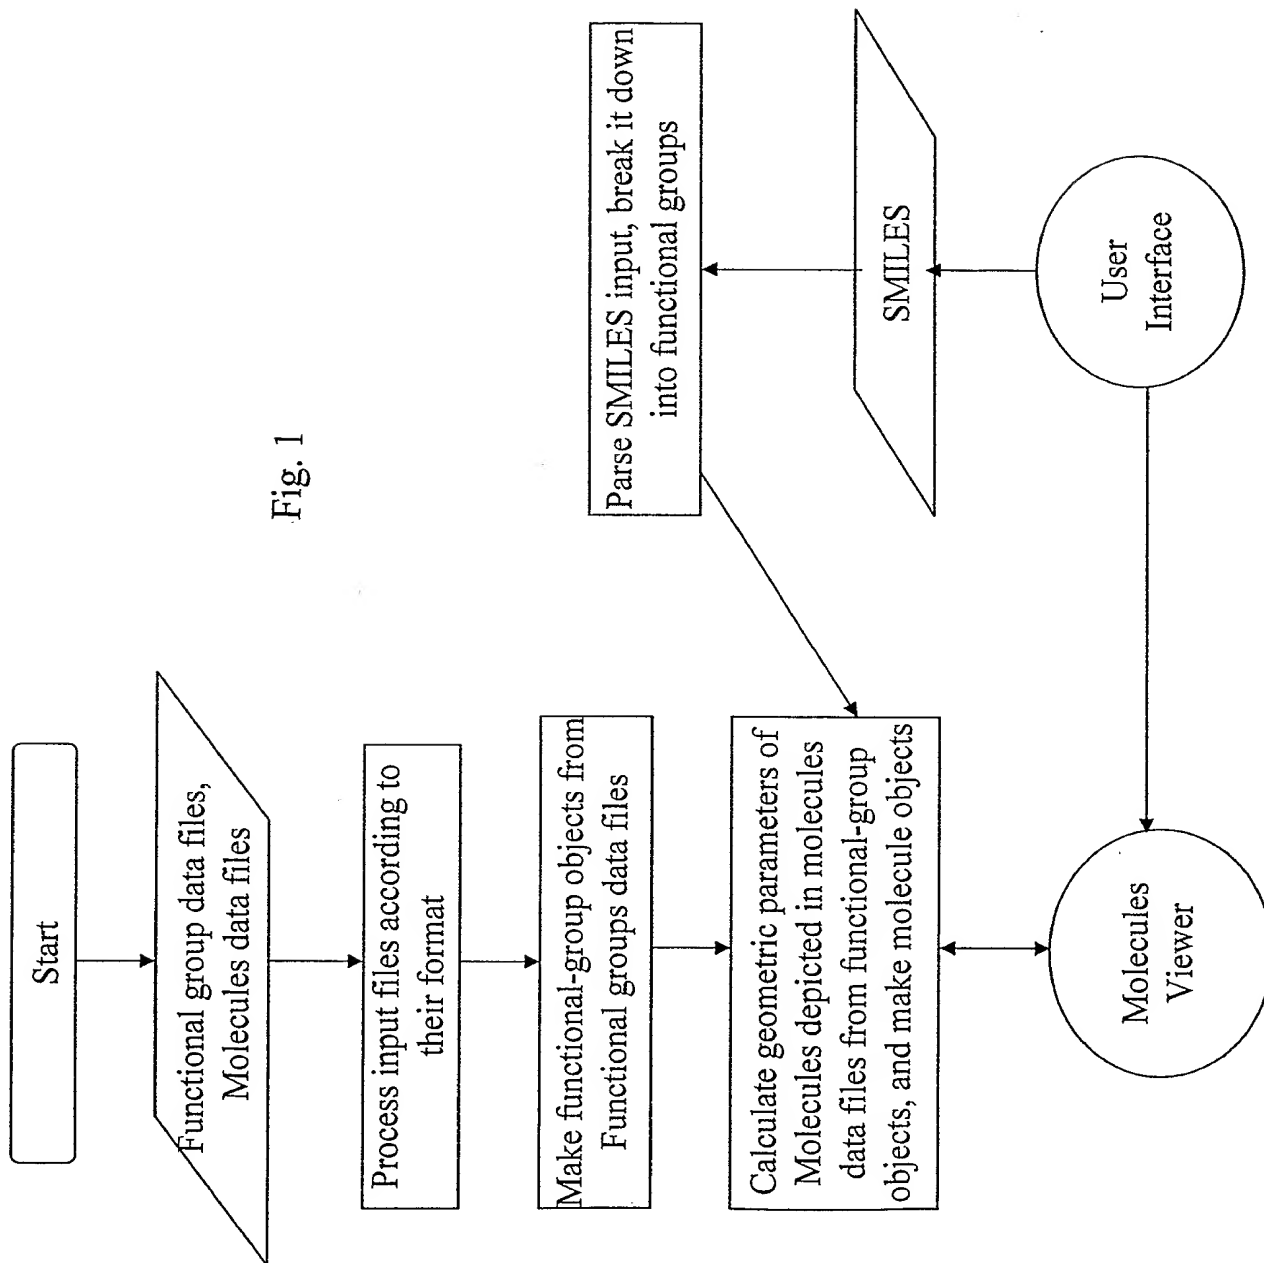 Fig. 1
Start
Functional group data files,
Molecules data files
Process input files according to
their format
Make functional-group objects from
Functional groups data files
Calculate geometric parameters of
Molecules depicted in molecules
data files from functional-group
objects, and make molecule objects
Molecules
Viewer
Parse SMILES input, break it down
into functional groups
SMILES
User
Interface